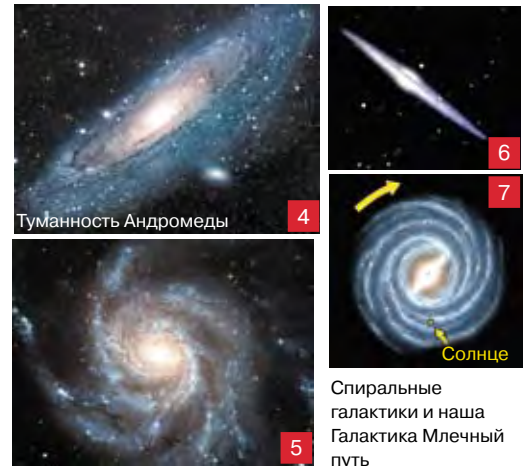 Туманность Андромеды
4
6
7
Солнце
5
Спиральные
галактики и наша
Галактика Млечный
путь